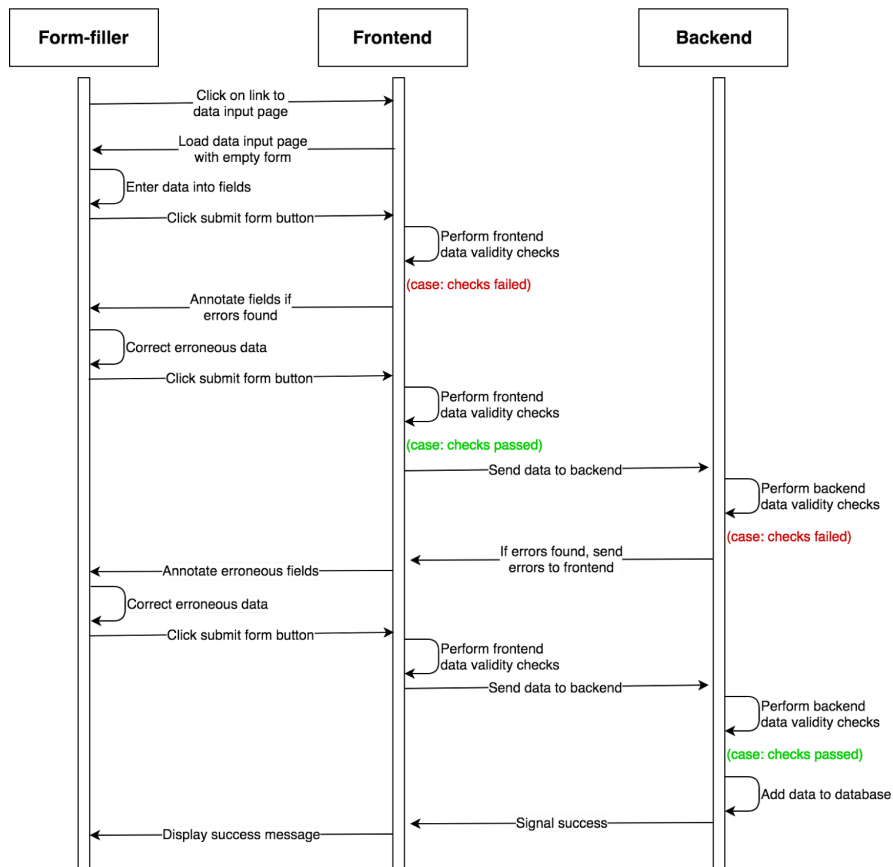 Form-filler
Frontend
Backend
Click on link to
data input page
Load data input page
with empty form
Enter data into fields
Click submit form button
Perform frontend
data validity checks
(case: checks failed)
Annotate fields if
errors found
Correct erroneous data
Click submit form button
Perform frontend
data validity checks
(case: checks passed)
Send data to backend
Perform backend
data validity checks
(case: checks failed)
If errors found, send
errors to frontend
Annotate erroneous fields
Correct erroneous data
Click submit form button
Perform frontend
data validity checks
Send data to backend
Perform backend
data validity checks
(case: checks passed)
Add data to database
Signal success
Display success message